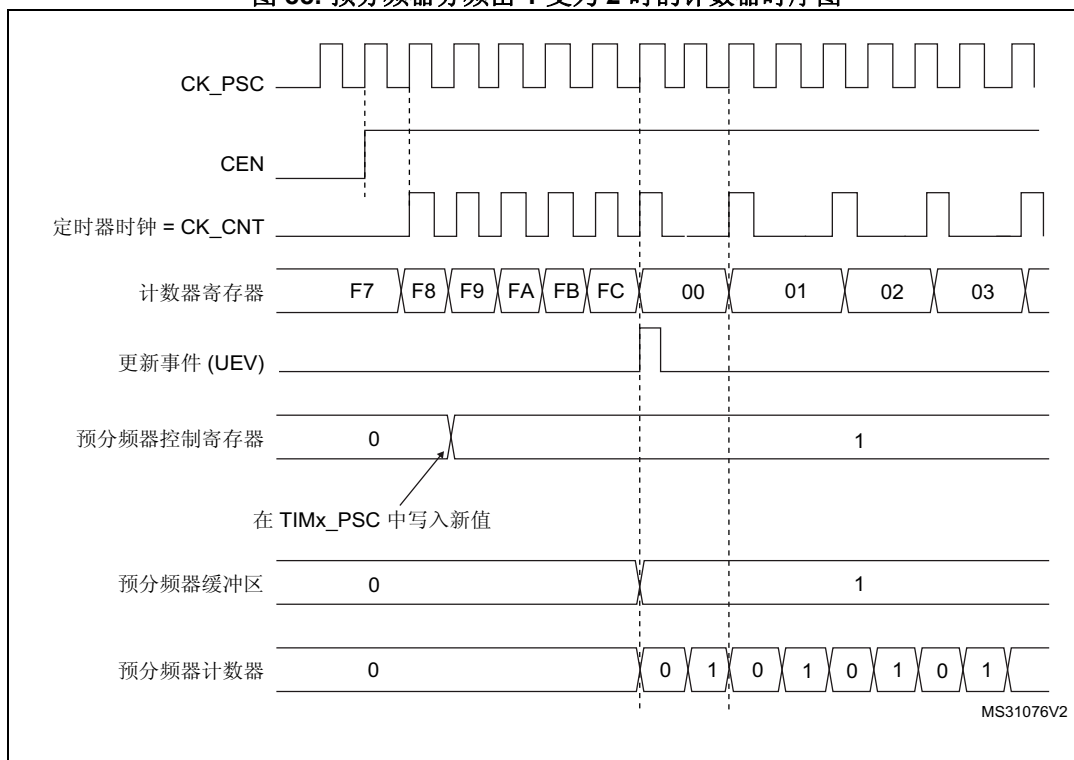 CK_PSC
CEN
定时器时钟 = CK_CNT
计数器寄存器 F7 F8 F9 FA FB FC 00 01 02 03
更新事件 (UEV)
预分频器控制寄存器 0 1
在 TIMx_PSC 中写入新值
预分频器缓冲区 0 1
预分频器计数器 0 0 1 0 1 0 1 0 1
MS31076V2